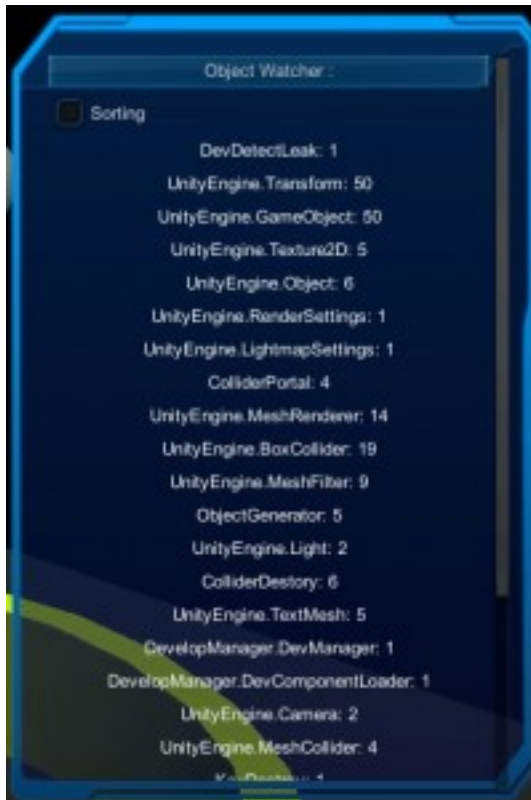 Object Watcher :
Sorting
DevDetectLeak: 1
UnityEngine.Transform: 50
UnityEngine.GameObject: 50
UnityEngine.Texture2D: 5
UnityEngine.Object: 6
UnityEngine.RenderSettings: 1
UnityEngine.LightmapSettings: 1
ColliderPortal: 4
UnityEngine.MeshRenderer: 14
UnityEngine.BoxCollider: 19
UnityEngine.MeshFilter: 9
ObjectGenerator: 5
UnityEngine.Light: 2
ColliderDestory: 6
UnityEngine.TextMesh: 5
DevelopManager.DevManager: 1
DevelopManager.DevComponentLoader: 1
UnityEngine.Camera: 2
UnityEngine.MeshCollider: 4